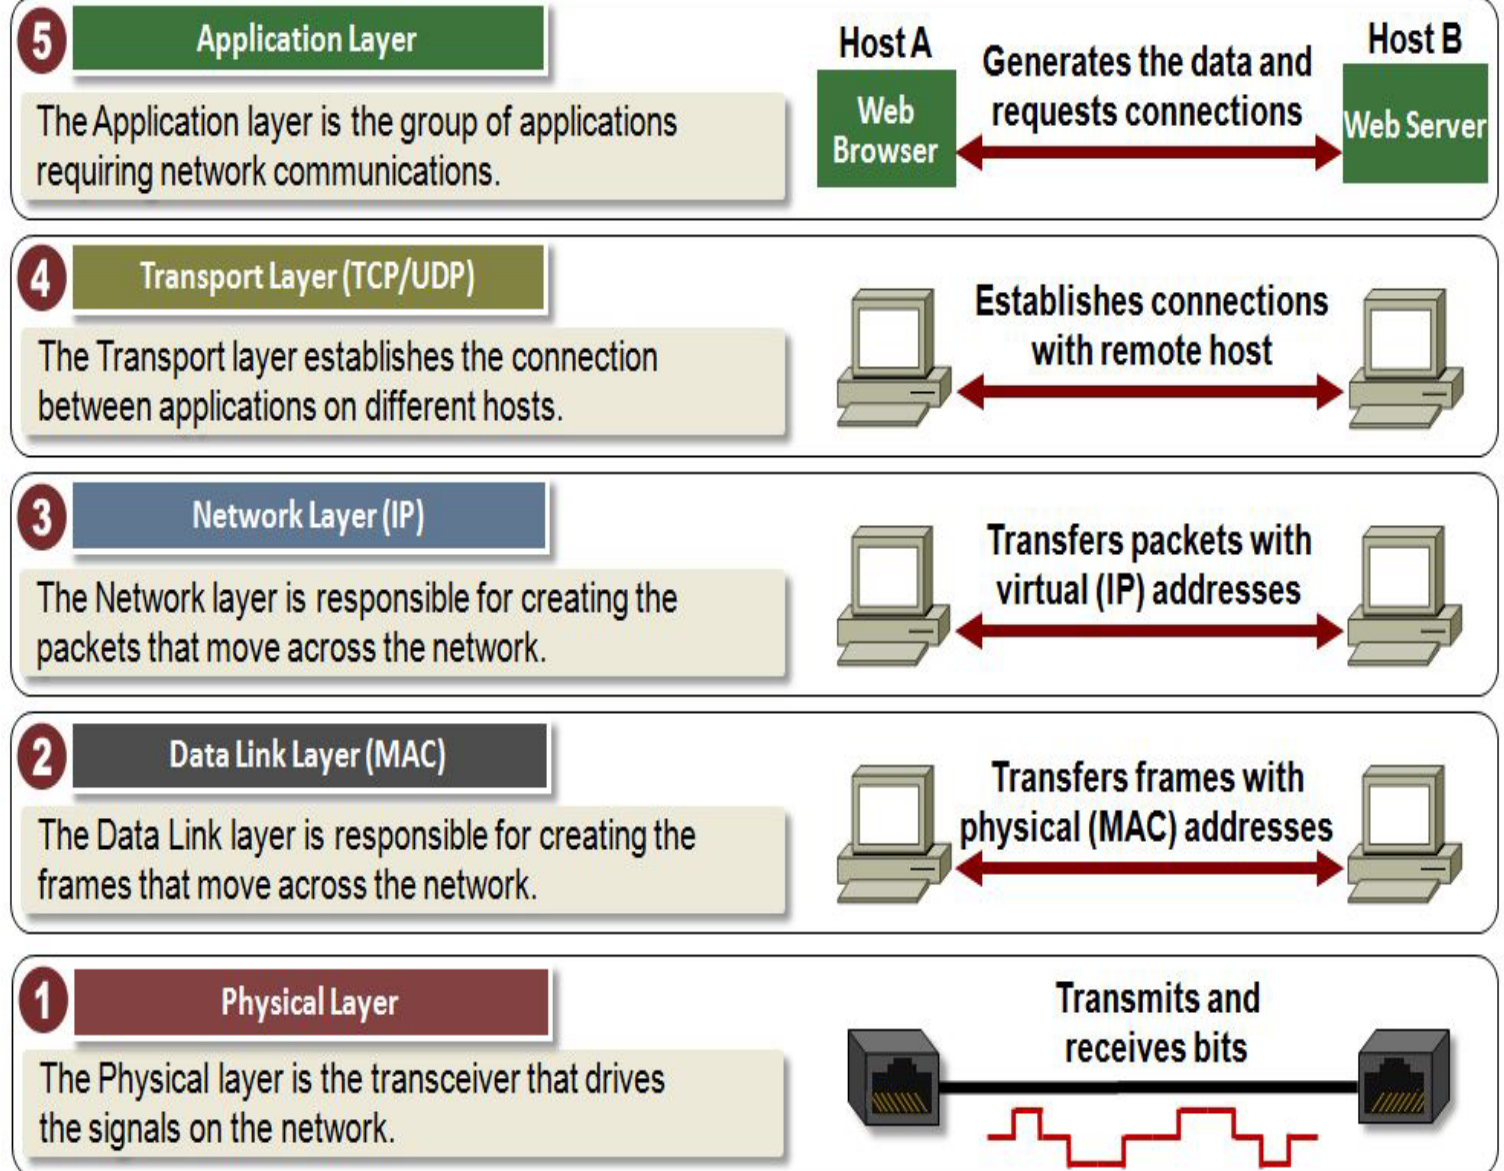 5
Application Layer
The Application layer is the group of applications
requiring network communications.
Host A
Web
Browser
Generates the data and
requests connections
Host B
Web Server
4
Transport Layer (TCP/UDP)
The Transport layer establishes the connection
between applications on different hosts.
Establishes connections
with remote host
3
Network Layer (IP)
The Network layer is responsible for creating the
packets that move across the network.
Transfers packets with
virtual (IP) addresses
2
Data Link Layer (MAC)
The Data Link layer is responsible for creating the
frames that move across the network.
Transfers frames with
physical (MAC) addresses
1
Physical Layer
The Physical layer is the transceiver that drives
the signals on the network.
Transmits and
receives bits